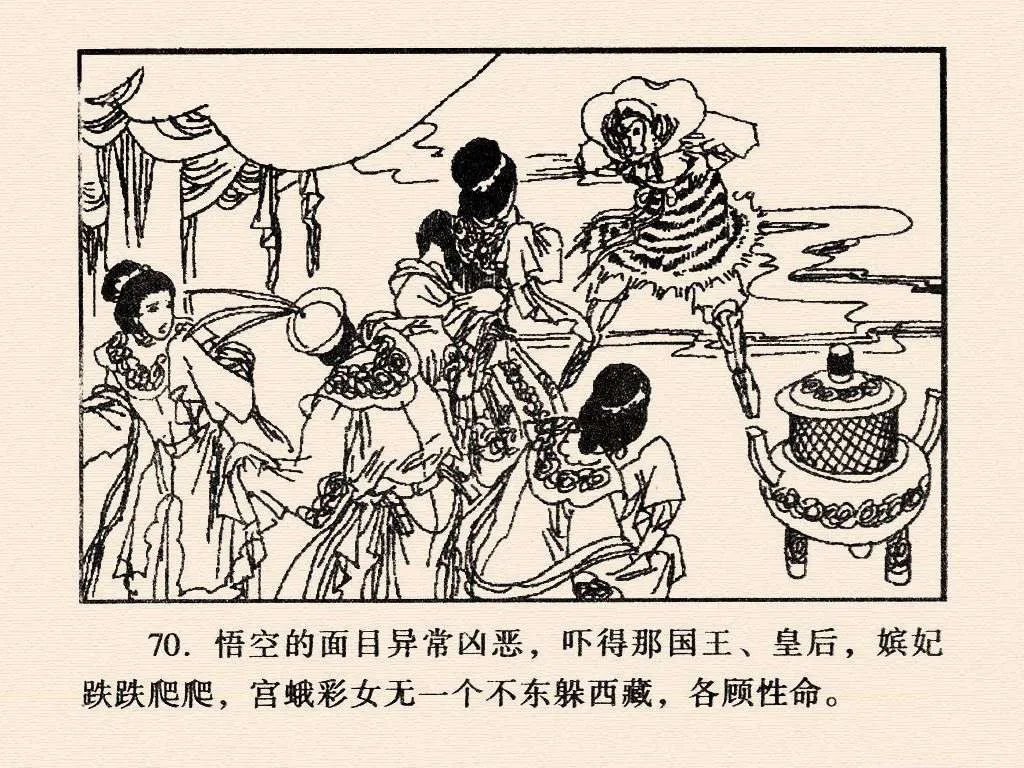 70. 悟空的面目异常凶恶，吓得那国王、皇后，嫔妃
跌跌爬爬，宫蛾彩女无一个不东躲西藏，各顾性命。